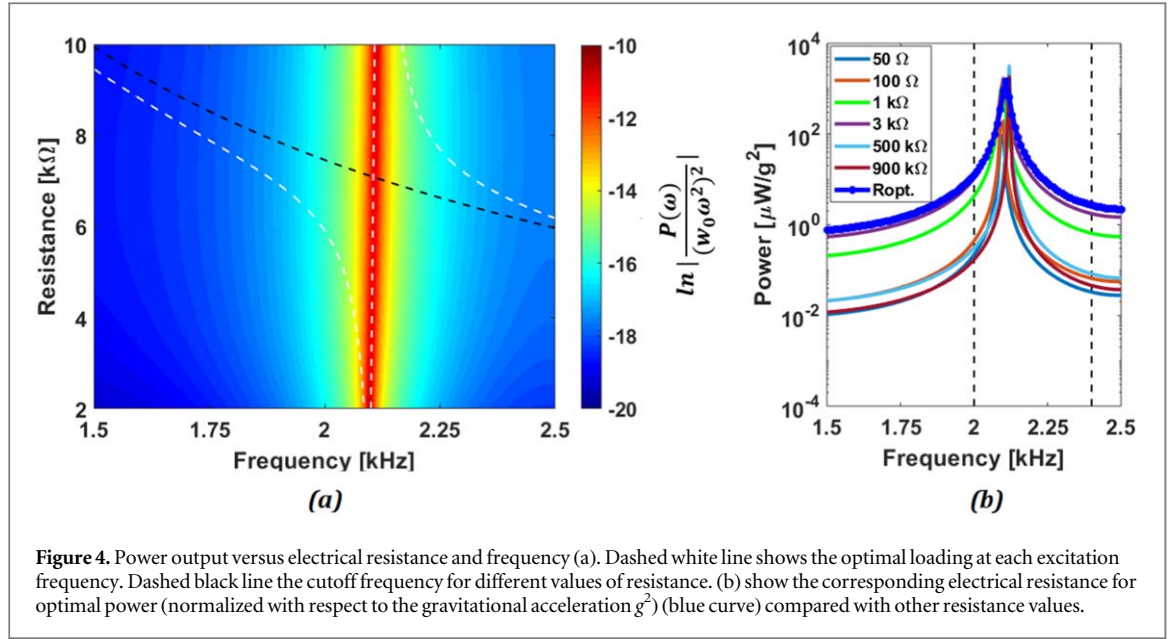 10
8
6
4
2
Resistance [kΩ]
1.5
1.75
2
2.25
2.5
Frequency [kHz]
-10
-12
-14
-16
-18
-20
ln|P(ω)/(w₀ω²)²|
(a)
10⁴
10²
10⁰
10⁻²
10⁻⁴
Power [μW/g²]
50 Ω
100 Ω
1 kΩ
3 kΩ
500 kΩ
900 kΩ
Ropt.
1.5
2
2.5
Frequency [kHz]
(b)
Figure 4. Power output versus electrical resistance and frequency (a). Dashed white line shows the optimal loading at each excitation
frequency. Dashed black line the cutoff frequency for different values of resistance. (b) show the corresponding electrical resistance for
optimal power (normalized with respect to the gravitational acceleration g²) (blue curve) compared with other resistance values.